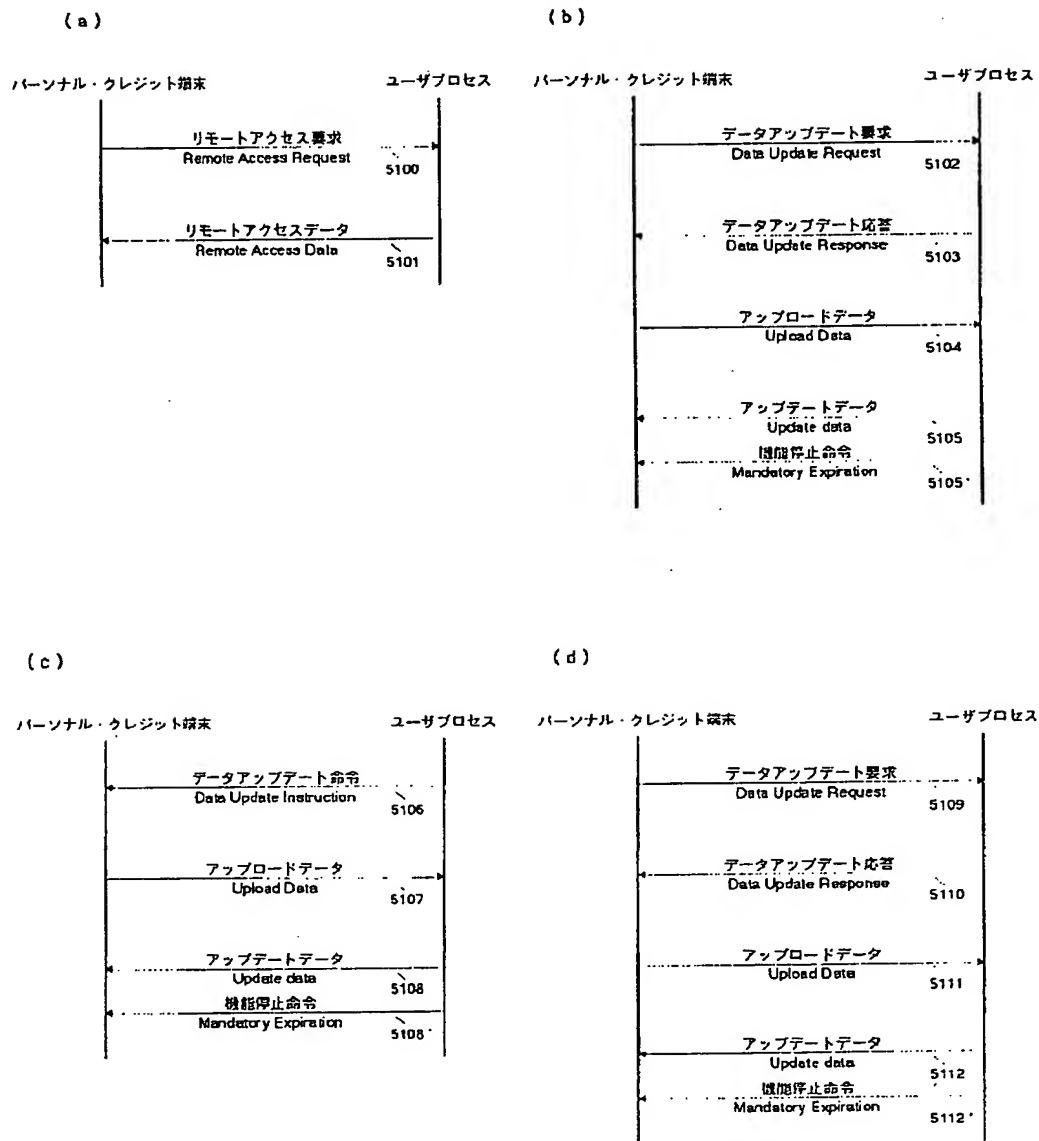 (a)
パーソナル・クレジット端末 ユーザプロセス
リモートアクセス要求
Remote Access Request
5100
リモートアクセスデータ
Remote Access Data
5101
(b)
パーソナル・クレジット端末 ユーザプロセス
データアップデート要求
Data Update Request
5102
データアップデート応答
Data Update Response
5103
アップロードデータ
Upload Data
5104
アップデートデータ
Update data
5105
機能停止命令
Mandatory Expiration
5105'
(c)
パーソナル・クレジット端末 ユーザプロセス
データアップデート命令
Data Update Instruction
5106
アップロードデータ
Upload Data
5107
アップデートデータ
Update data
5108
機能停止命令
Mandatory Expiration
5108'
(d)
パーソナル・クレジット端末 ユーザプロセス
データアップデート要求
Data Update Request
5109
データアップデート応答
Data Update Response
5110
アップロードデータ
Upload Data
5111
アップデートデータ
Update data
5112
機能停止命令
Mandatory Expiration
5112'